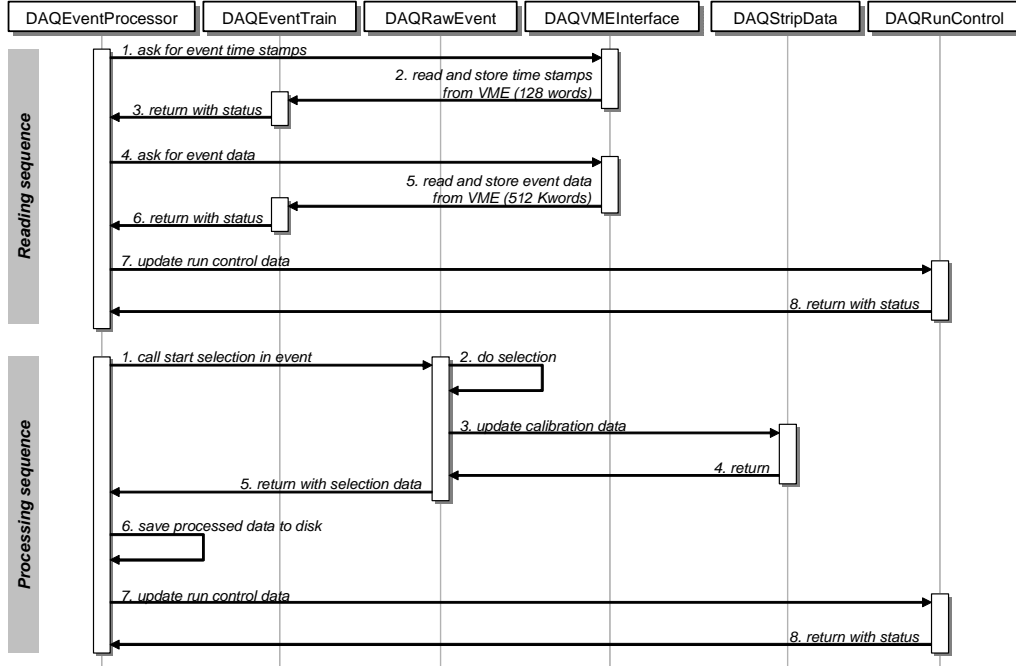 DAQEventProcessor
DAQEventTrain
DAQRawEvent
DAQVMEInterface
DAQStripData
DAQRunControl
Reading sequence
1. ask for event time stamps
2. read and store time stamps
from VME (128 words)
3. return with status
4. ask for event data
5. read and store event data
from VME (512 Kwords)
6. return with status
7. update run control data
8. return with status
Processing sequence
1. call start selection in event
2. do selection
3. update calibration data
4. return
5. return with selection data
6. save processed data to disk
7. update run control data
8. return with status